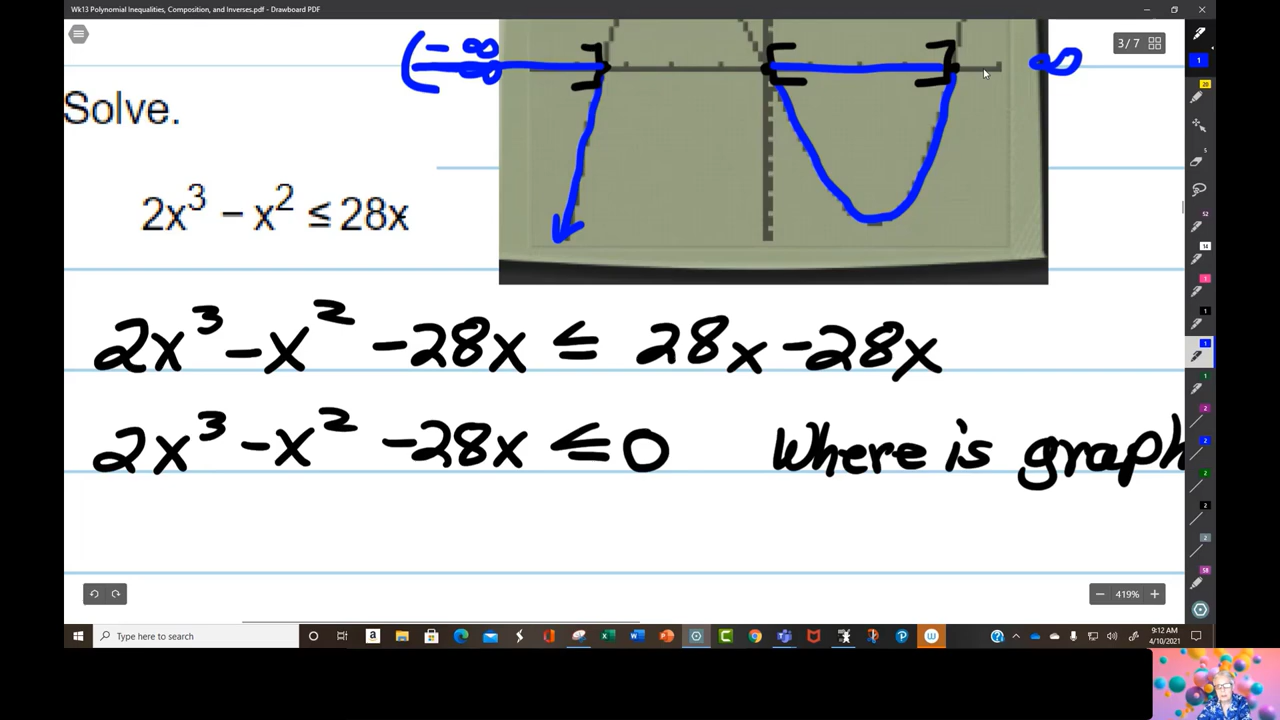 Wk13 Polynomial Inequalities, Composition, and Inverses.pdf - Drawboard PDF
3 / 7
(-∞ ] [ ] ∞
Solve.
2x³ − x² ≤ 28x
2x³ − x² − 28x ≤ 28x − 28x
2x³ − x² − 28x ≤ 0 Where is graph
419%
Type here to search
9:12 AM
4/10/2021